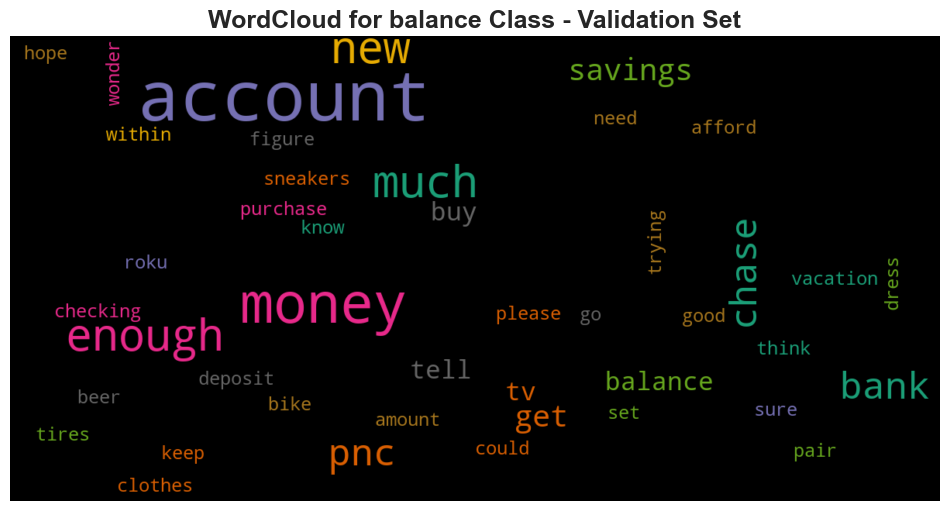 WordCloud for balance Class - Validation Set
hope
wonder
new
account
savings
need
afford
within
figure
sneakers
much
purchase
buy
know
trying
chase
roku
vacation
dress
checking
money
please
go
good
enough
think
tell
deposit
balance
bank
beer
bike
tv
get
set
sure
amount
tires
keep
pnc
could
pair
clothes